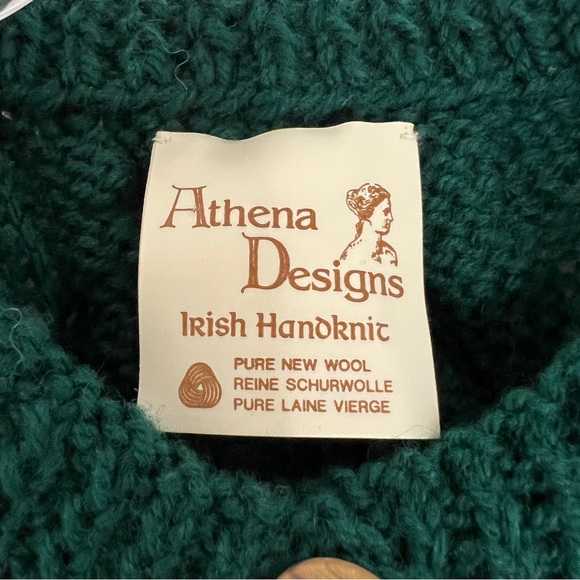 Athena
Designs
Irish Handknit
PURE NEW WOOL
REINE SCHURWOLLE
PURE LAINE VIERGE